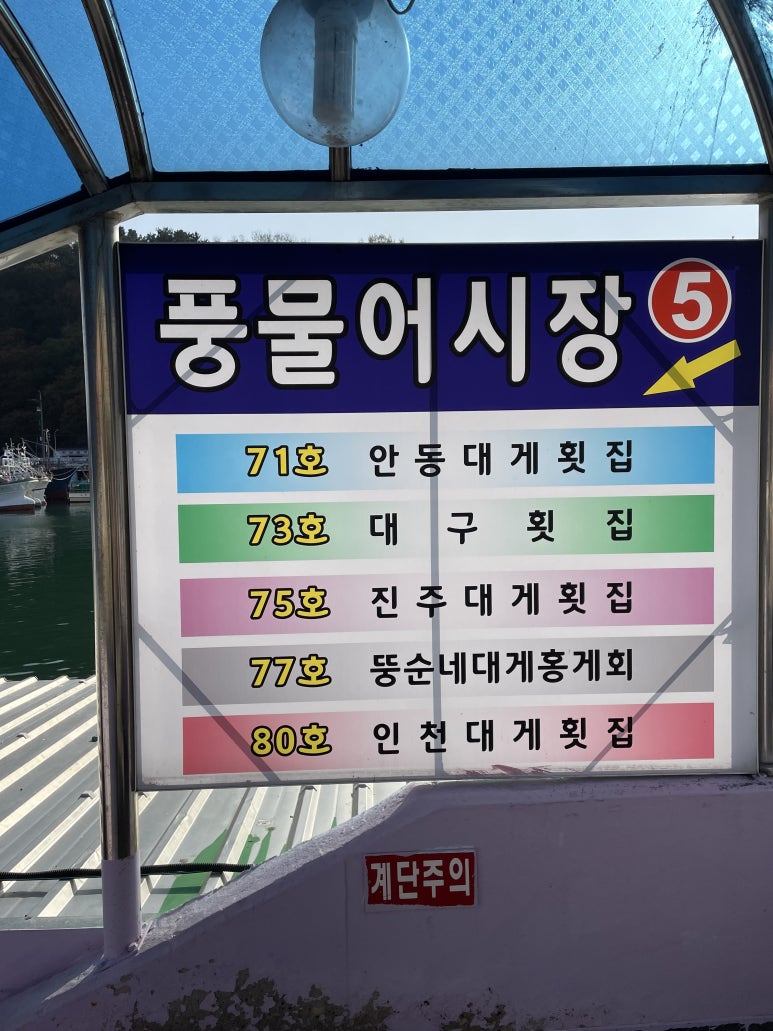 풍물어시장 5
71호 안동대게횟집
73호 대구횟집
75호 진주대게횟집
77호 뚱순네대게홍게회
80호 인천대게횟집
계단주의